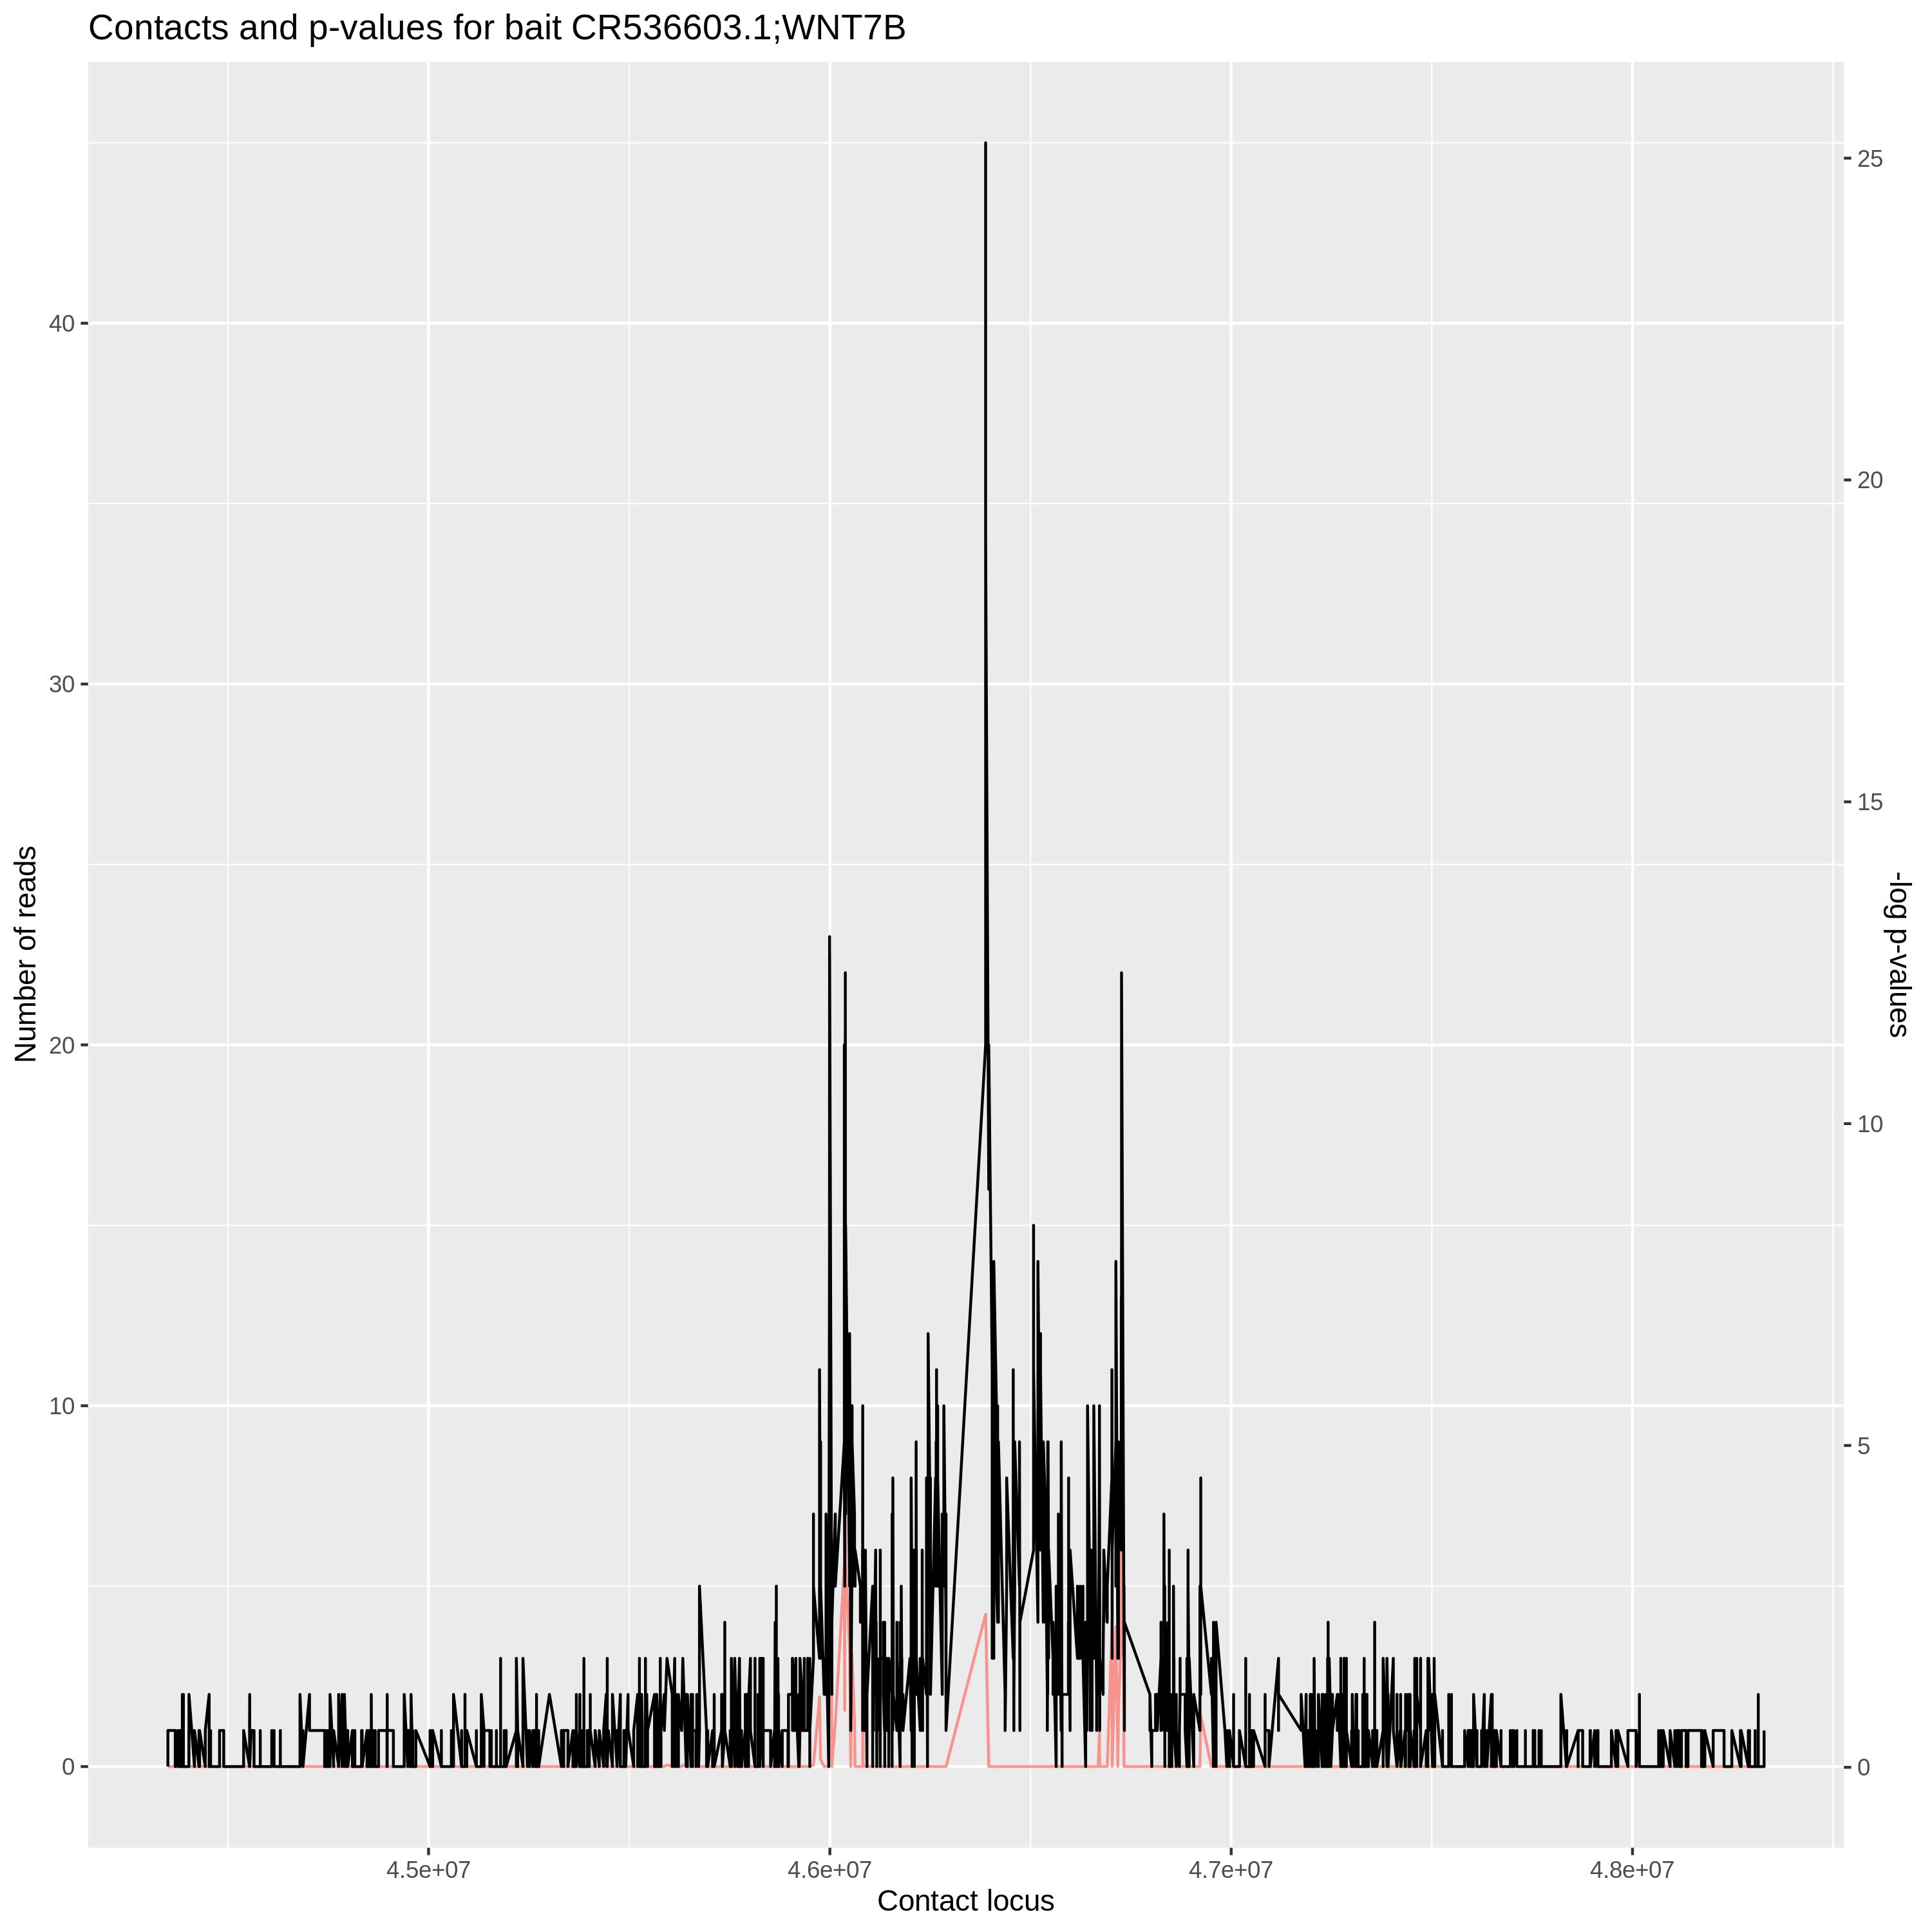 Contacts and p-values for bait CR536603.1;WNT7B
Number of reads
40
30
20
10
0
25
20
15
10
5
0
-log p-values
4.5e+07 4.6e+07 4.7e+07 4.8e+07
Contact locus